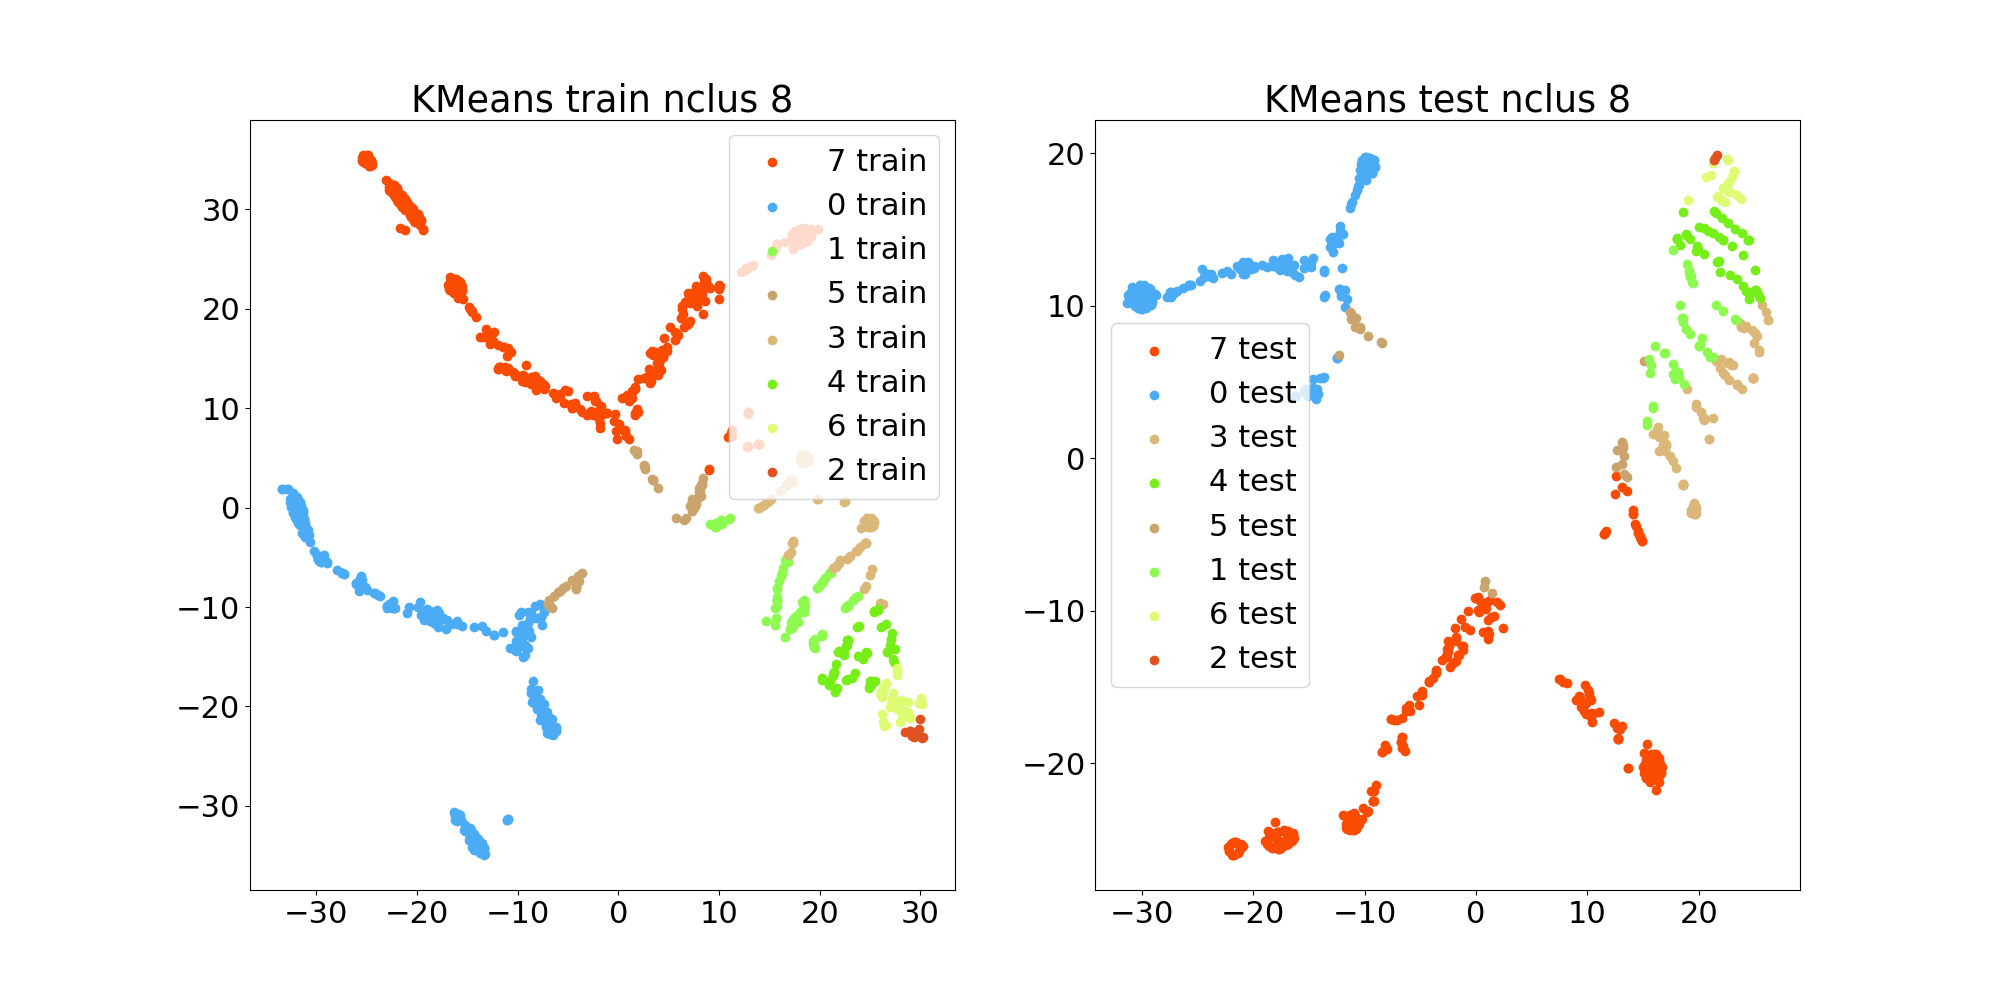 KMeans train nclus 8
30
20
10
0
−10
−20
−30
−30 −20 −10 0 10 20 30
7 train
0 train
1 train
5 train
3 train
4 train
6 train
2 train
KMeans test nclus 8
20
10
0
−10
−20
−30 −20 −10 0 10 20
7 test
0 test
3 test
4 test
5 test
1 test
6 test
2 test